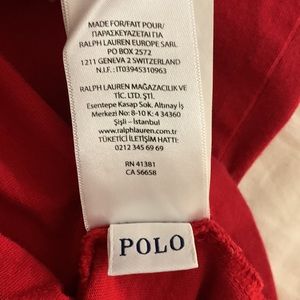 MADE FOR/FAIT POUR/
ΠΑΡΑΣΚΕΥΑΖΕΤΑΙ ΓΙΑ
RALPH LAUREN EUROPE SARL
PO BOX 2572
1211 GENEVA 2 SWITZERLAND
N.I.F. : IT03945310963
RALPH LAUREN MAĞAZACILIK VE
TİC. LTD. ŞTİ.
Esentepe Kasap Sok. Altınay İş
Merkezi No: 8-10 K: 4 34360
Şişli – İstanbul
www.ralphlauren.com.tr
TÜKETİCİ İLETİŞİM HATTI:
0212 345 69 69
RN 41381
CA 56658
POLO